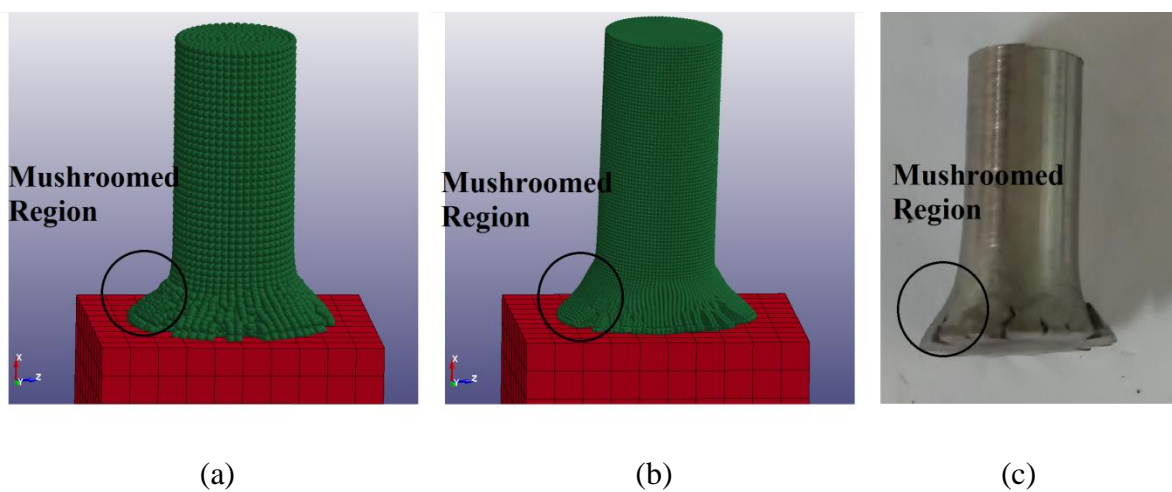 Mushroomed
Region
X
Y
Z
Mushroomed
Region
X
Y
Z
Mushroomed
Region
(a)
(b)
(c)